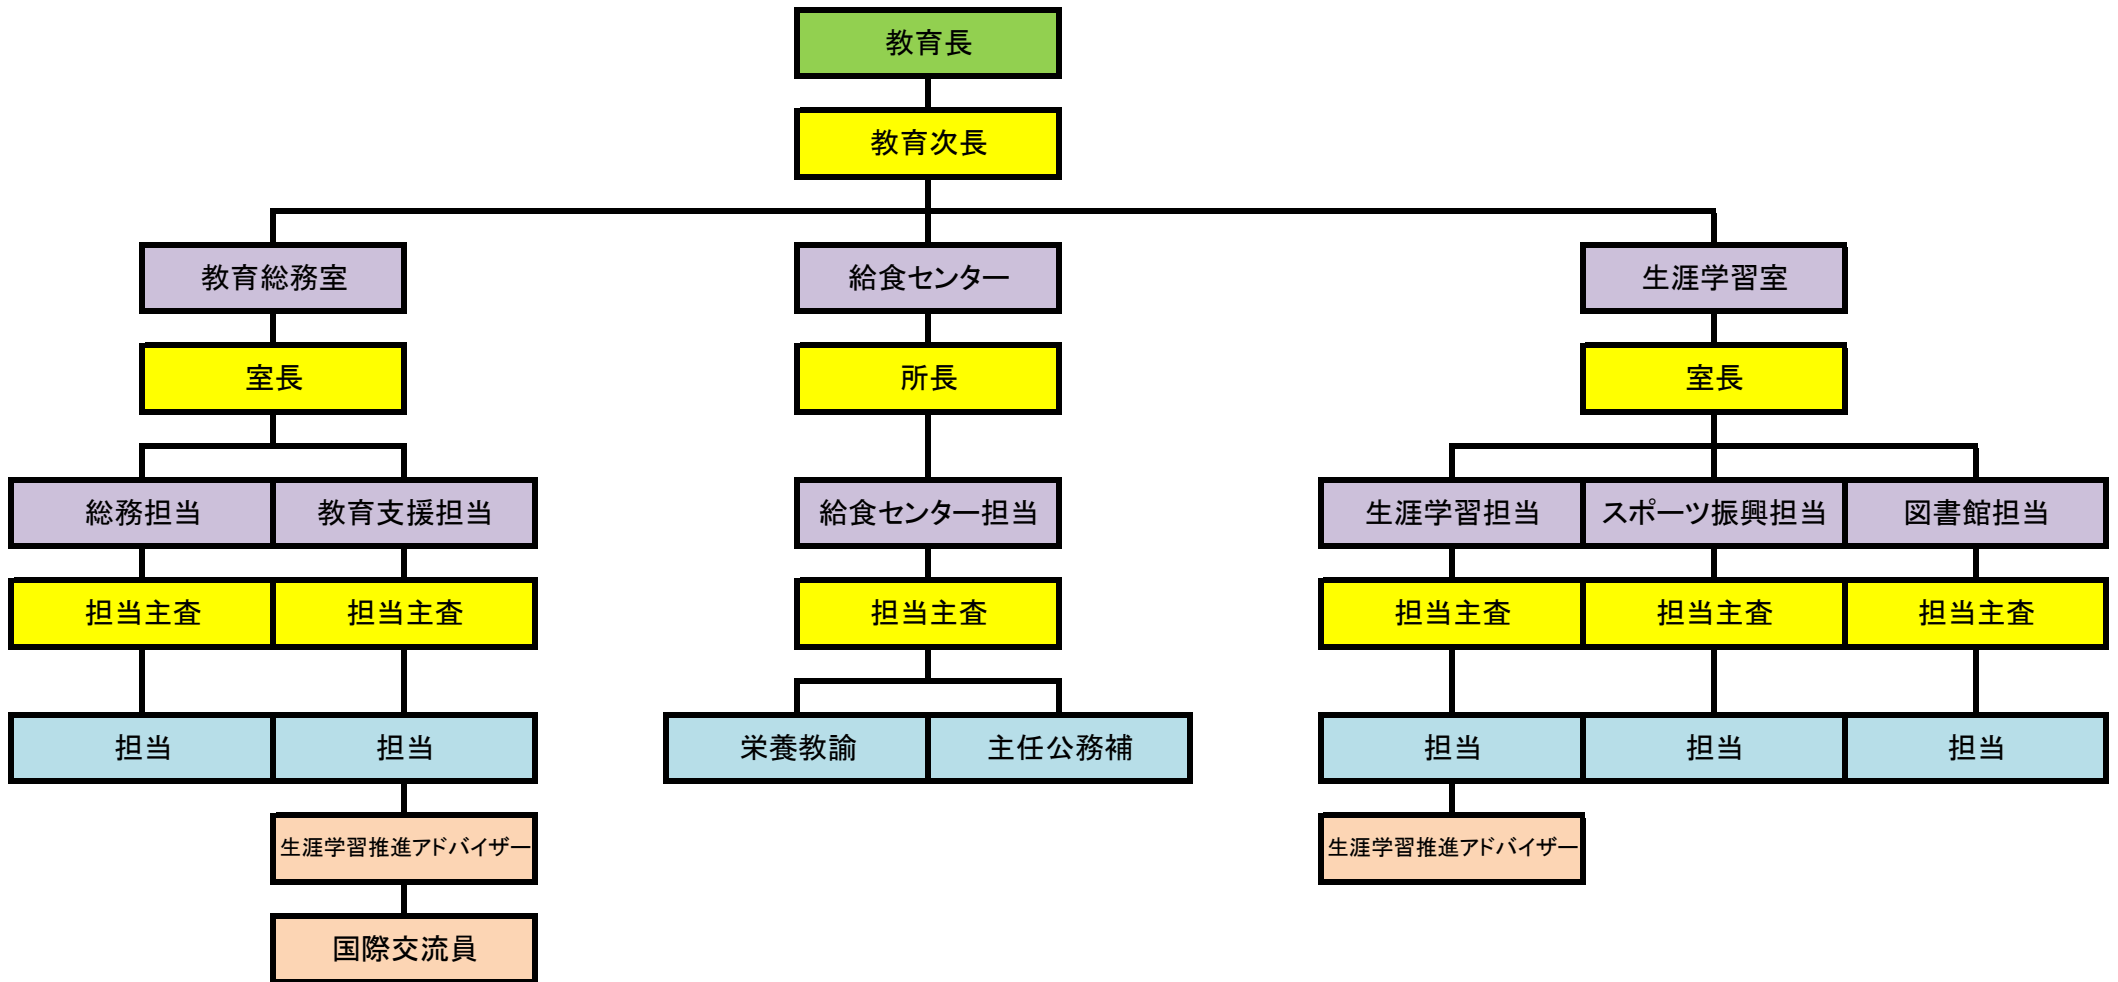 教育長
教育次長
教育総務室
給食センター
生涯学習室
室長
所長
室長
総務担当
教育支援担当
給食センター担当
生涯学習担当
スポーツ振興担当
図書館担当
担当主査
担当主査
担当主査
担当主査
担当主査
担当主査
担当
担当
栄養教諭
主任公務補
担当
担当
担当
生涯学習推進アドバイザー
生涯学習推進アドバイザー
国際交流員